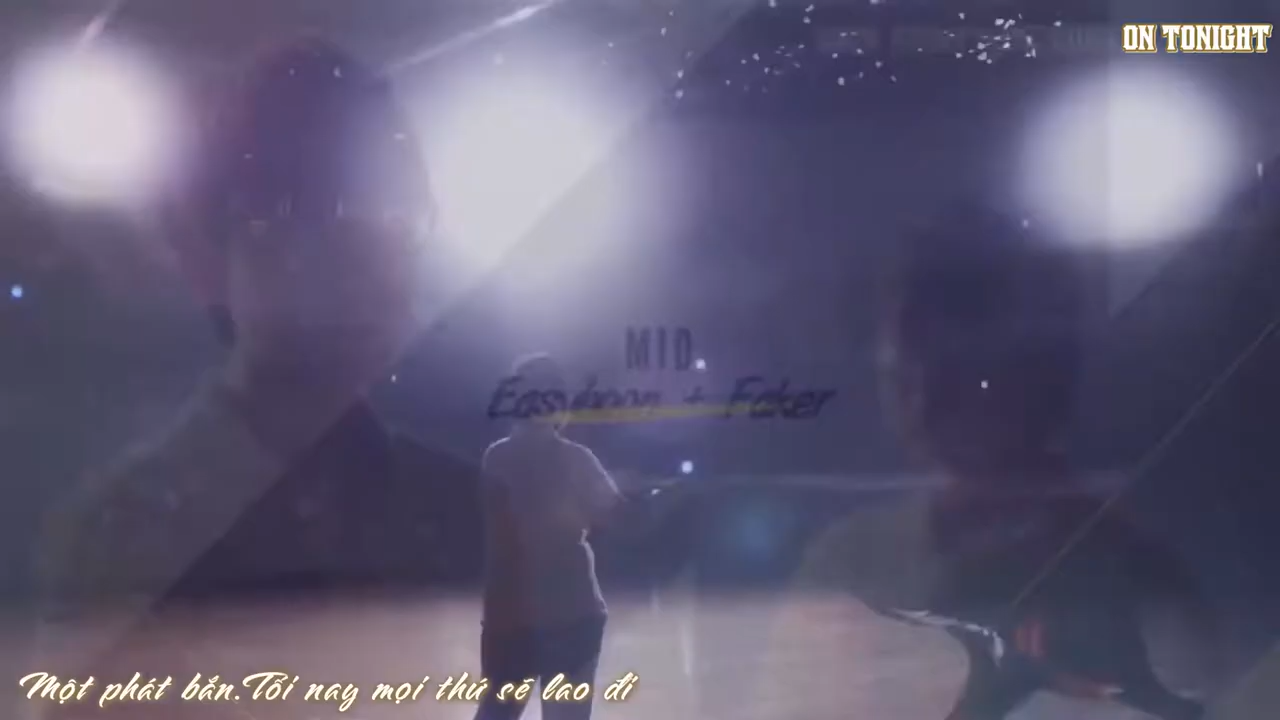 ON TONIGHT
MID
Easyhoon + Faker
Một phát bắn.Tối nay mọi thứ sẽ lao đi